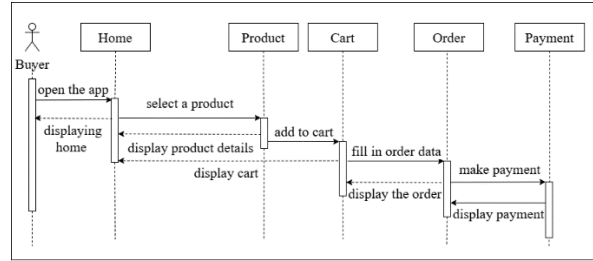 Home
Product
Cart
Order
Payment
Buyer
open the app
displaying
home
select a product
display product details
add to cart
display cart
fill in order data
display the order
make payment
display payment